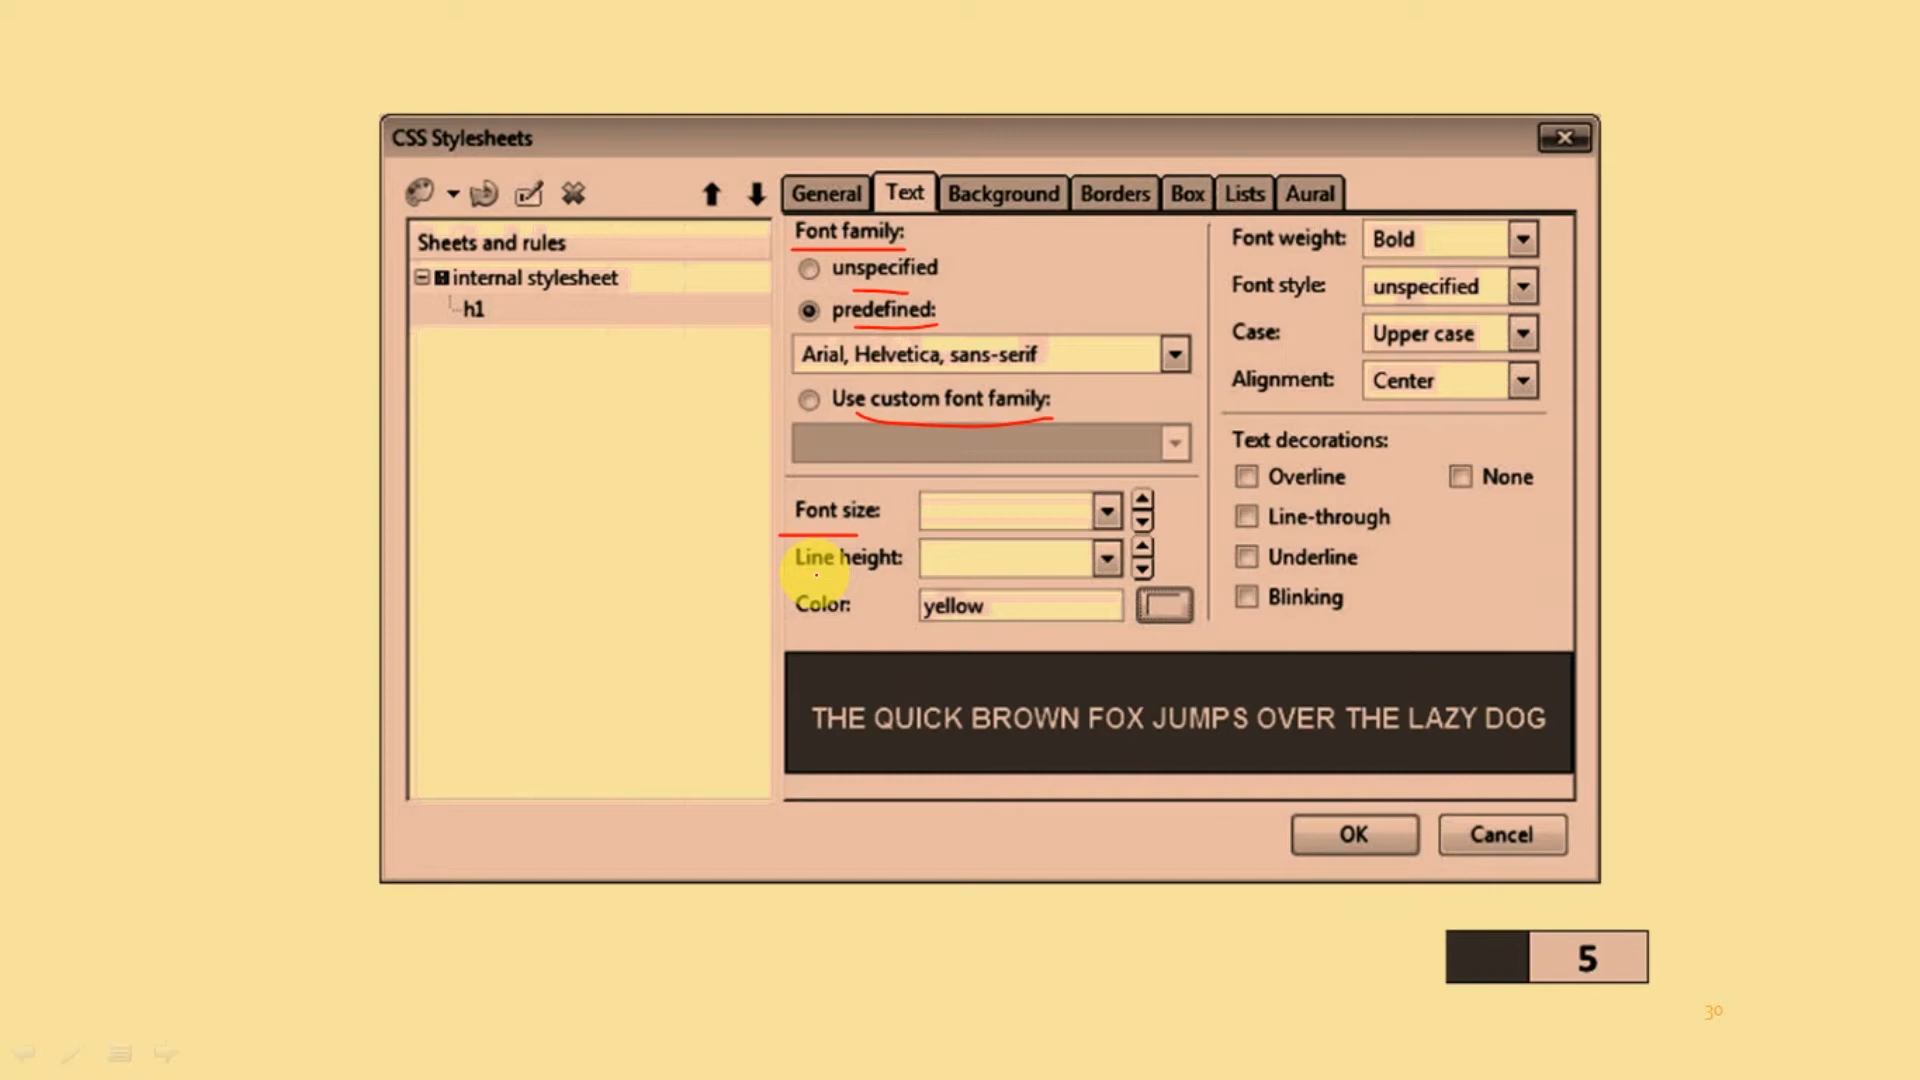 CSS Stylesheets
General Text Background Borders Box Lists Aural
Sheets and rules
internal stylesheet
h1
Font family:
unspecified
predefined:
Arial, Helvetica, sans-serif
Use custom font family:
Font size:
Line height:
Color: yellow
Font weight: Bold
Font style: unspecified
Case: Upper case
Alignment: Center
Text decorations:
Overline None
Line-through
Underline
Blinking
THE QUICK BROWN FOX JUMPS OVER THE LAZY DOG
OK Cancel
5
30